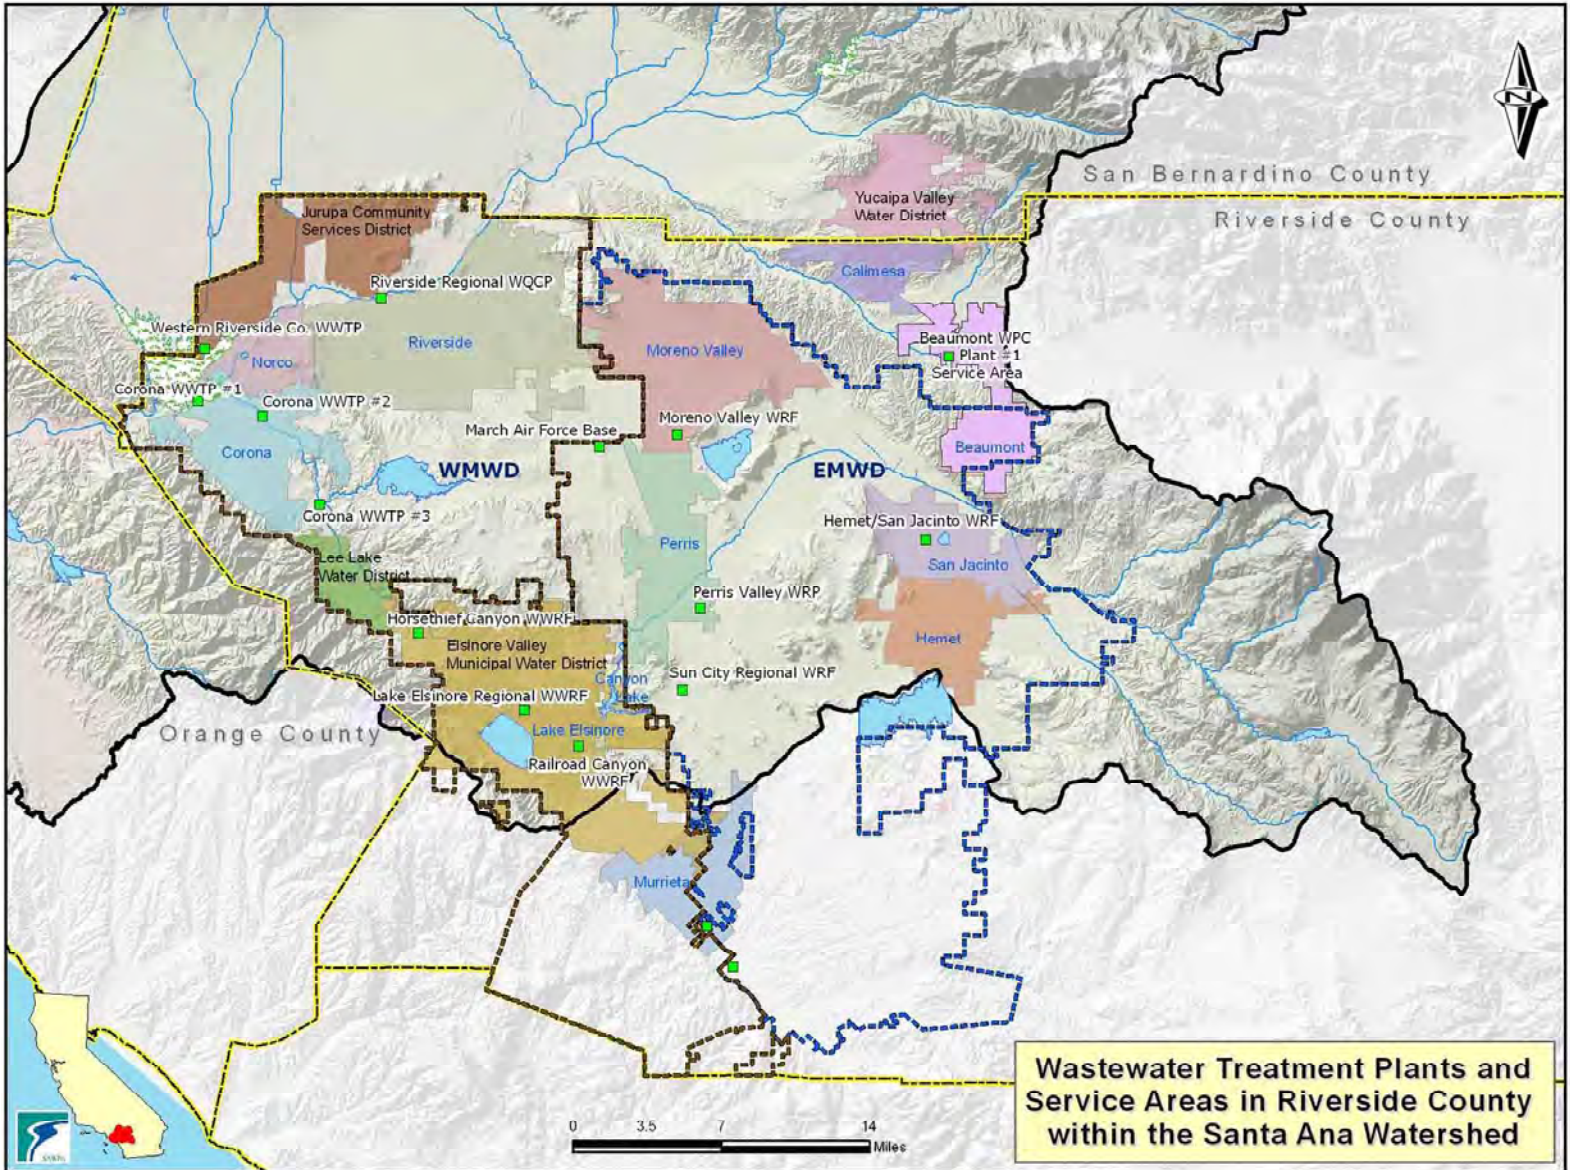 San Bernardino County
Riverside County
N
Yucaipa Valley
Water District
Jurupa Community
Services District
Calimesa
Riverside Regional WQCP
Western Riverside Co. WWTP
Riverside
Norco
Moreno Valley
Beaumont WPC
Plant #1
Service Area
Corona WWTP #1
Corona WWTP #2
Moreno Valley WRF
March Air Force Base
Corona
WMWD
EMWD
Beaumont
Corona WWTP #3
Hemet/San Jacinto WRF
Perris
San Jacinto
Lee Lake
Water District
Perris Valley WRP
Horsethief Canyon WWRF
Hemet
Elsinore Valley
Municipal Water District
Canyon
Lake
Sun City Regional WRF
Lake Elsinore Regional WWRF
Orange County
Lake Elsinore
Railroad Canyon
WWRF
Murrieta
0 3.5 7 14
Miles
Wastewater Treatment Plants and
Service Areas in Riverside County
within the Santa Ana Watershed